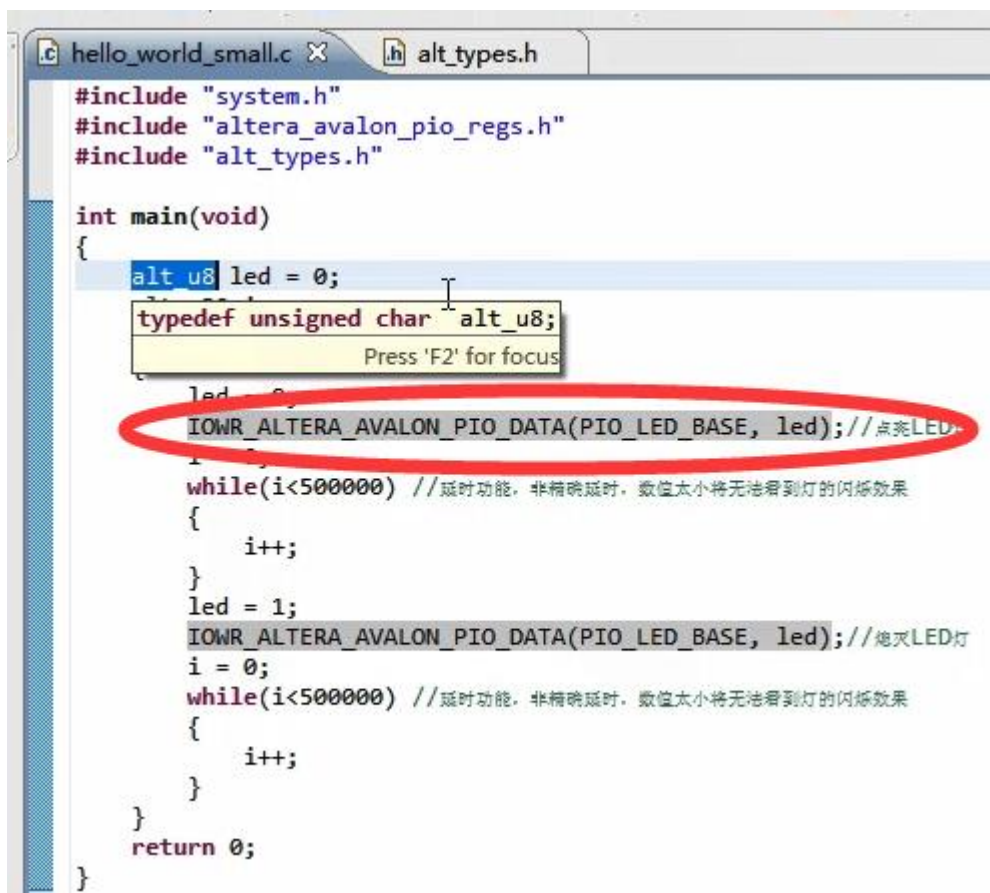 hello_world_small.c
alt_types.h
#include "system.h"
#include "altera_avalon_pio_regs.h"
#include "alt_types.h"
int main(void)
{
alt_u8 led = 0;
typedef unsigned char alt_u8;
Press 'F2' for focus
{
led
IOWR_ALTERA_AVALON_PIO_DATA(PIO_LED_BASE, led);//点亮LED
while(i<500000) //延时功能，非精确延时，数值太小将无法看到灯的闪烁效果
{
i++;
}
led = 1;
IOWR_ALTERA_AVALON_PIO_DATA(PIO_LED_BASE, led);//熄灭LED灯
i = 0;
while(i<500000) //延时功能，非精确延时，数值太小将无法看到灯的闪烁效果
{
i++;
}
}
return 0;
}